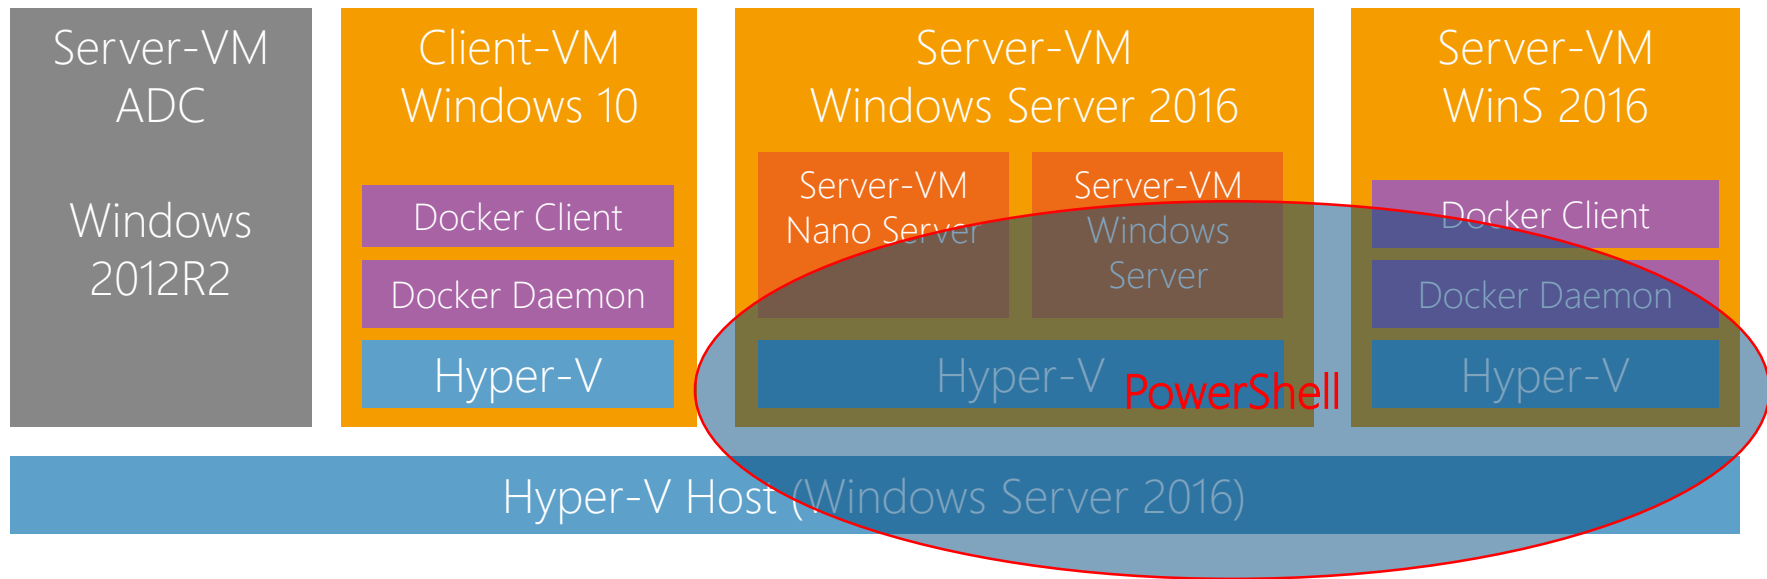 Server-VM
ADC
Windows
2012R2
Client-VM
Windows 10
Docker Client
Docker Daemon
Hyper-V
Server-VM
Windows Server 2016
Server-VM
Nano Server
Server-VM
Windows
Server
Hyper-V
PowerShell
Server-VM
WinS 2016
Docker Client
Docker Daemon
Hyper-V
Hyper-V Host (Windows Server 2016)